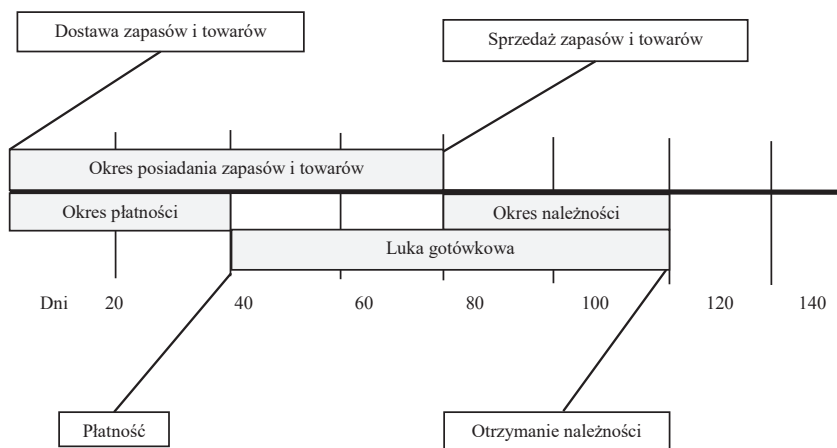 Dostawa zapasów i towarów
Sprzedaż zapasów i towarów
Okres posiadania zapasów i towarów
Okres płatności
Okres należności
Luka gotówkowa
Dni 20 40 60 80 100 120 140
Płatność
Otrzymanie należności